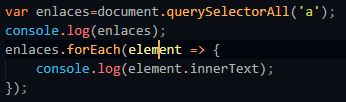 var enlaces=document.querySelectorAll('a');
console.log(enlaces);
enlaces.forEach(element => {
    console.log(element.innerText);
});